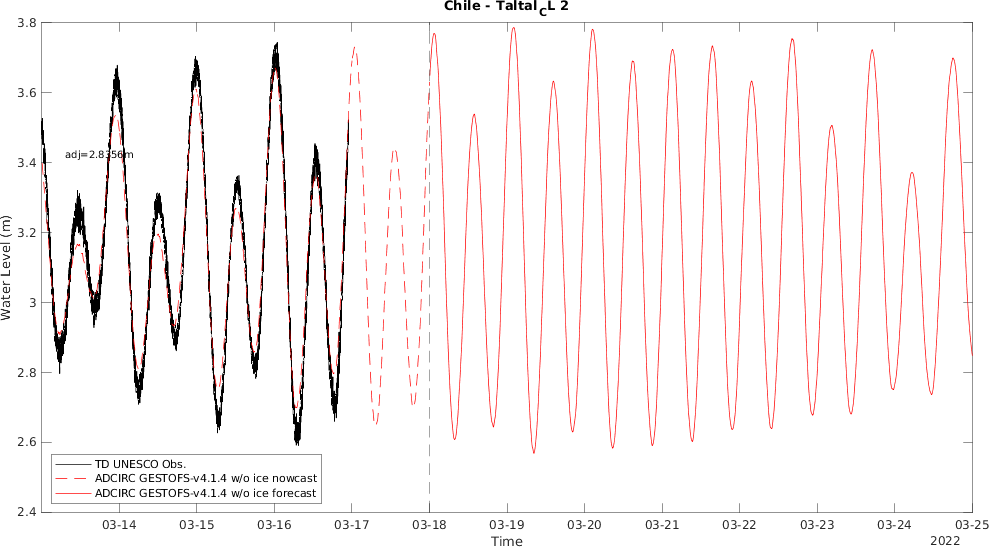 Chile - Taltal_CL 2
3.8
3.6
3.4
3.2
3
2.8
2.6
2.4
Water Level (m)
adj=2.8356m
TD UNESCO Obs.
ADCIRC GESTOFS-v4.1.4 w/o ice nowcast
ADCIRC GESTOFS-v4.1.4 w/o ice forecast
03-14 03-15 03-16 03-17 03-18 03-19 03-20 03-21 03-22 03-23 03-24 03-25
Time
2022